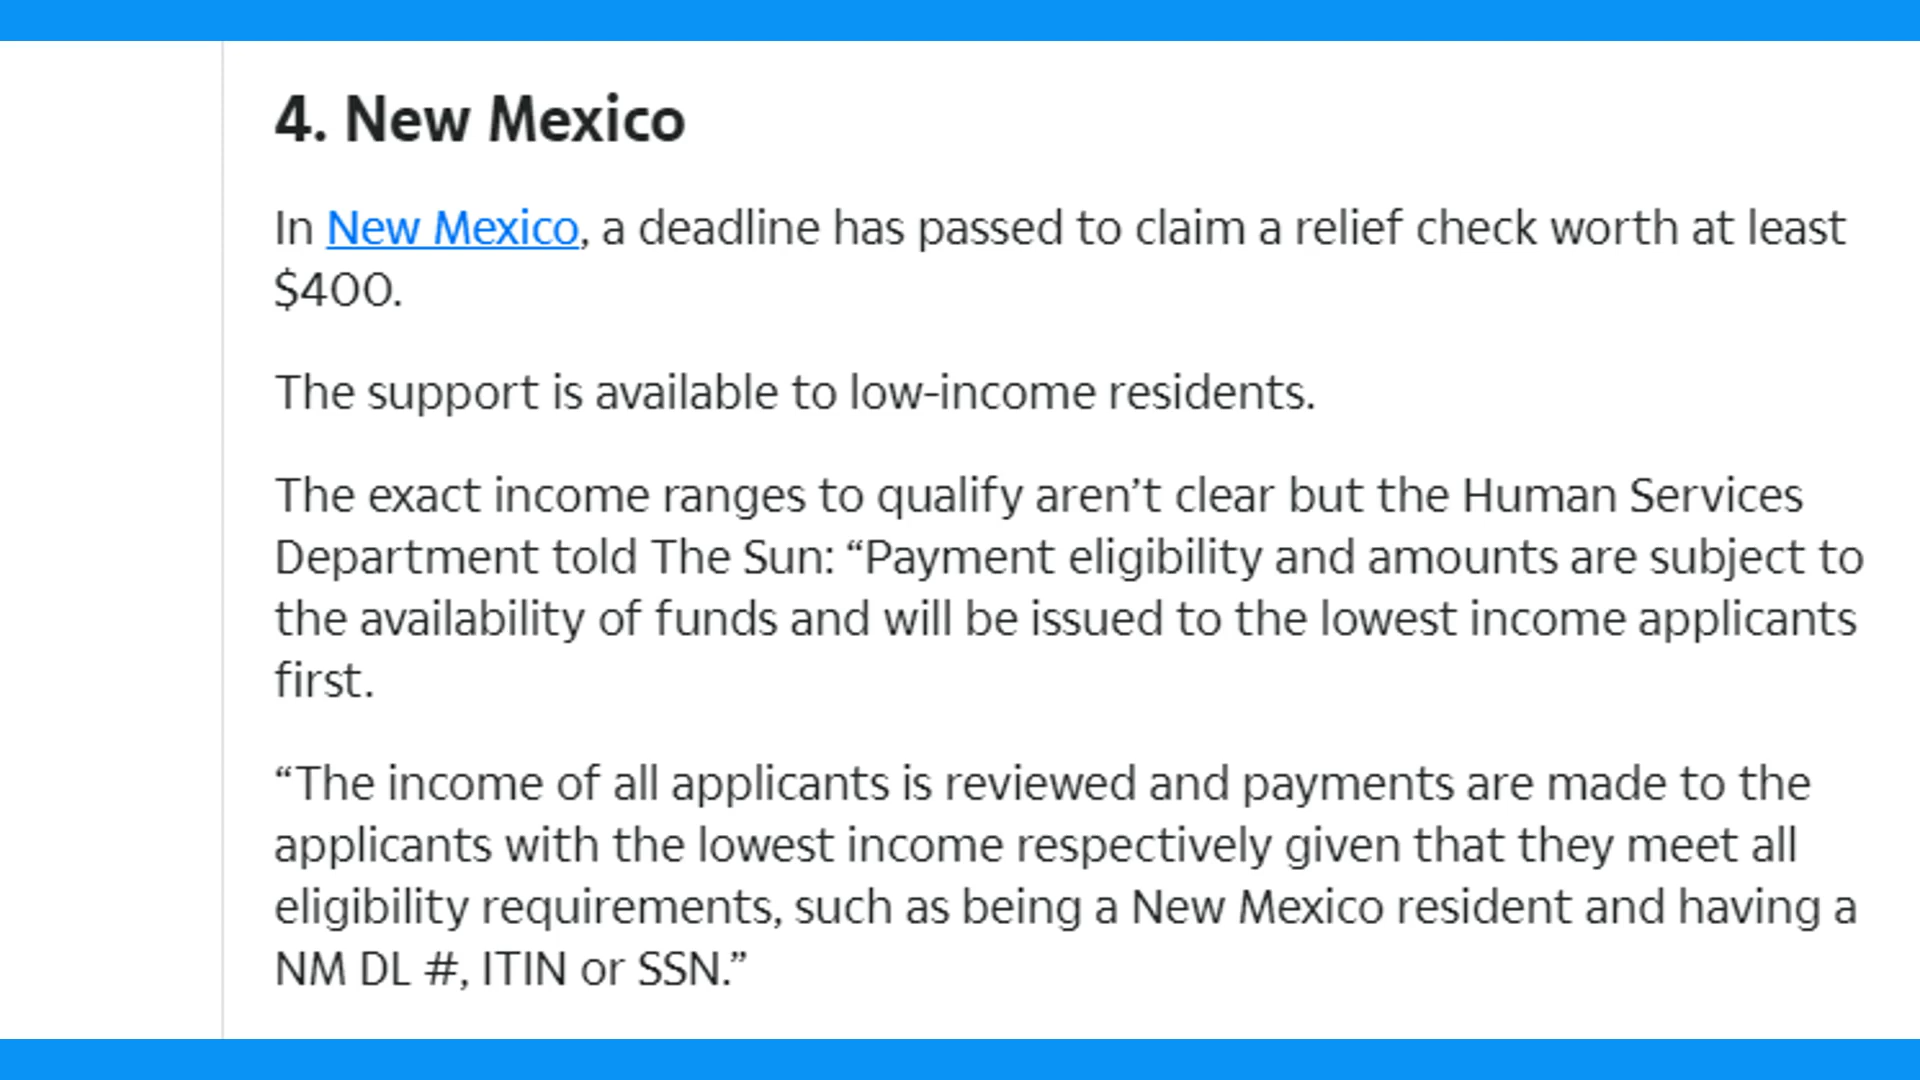 4. New Mexico
In New Mexico, a deadline has passed to claim a relief check worth at least
$400.
The support is available to low-income residents.
The exact income ranges to qualify aren’t clear but the Human Services
Department told The Sun: “Payment eligibility and amounts are subject to
the availability of funds and will be issued to the lowest income applicants
first.
“The income of all applicants is reviewed and payments are made to the
applicants with the lowest income respectively given that they meet all
eligibility requirements, such as being a New Mexico resident and having a
NM DL #, ITIN or SSN.”